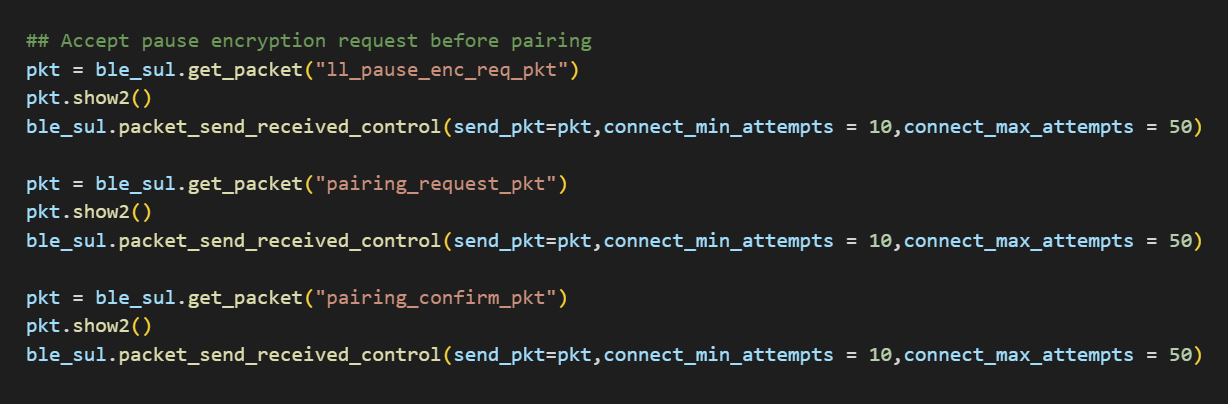 ## Accept pause encryption request before pairing
pkt = ble_sul.get_packet("ll_pause_enc_req_pkt")
pkt.show2()
ble_sul.packet_send_received_control(send_pkt=pkt,connect_min_attempts = 10,connect_max_attempts = 50)
pkt = ble_sul.get_packet("pairing_request_pkt")
pkt.show2()
ble_sul.packet_send_received_control(send_pkt=pkt,connect_min_attempts = 10,connect_max_attempts = 50)
pkt = ble_sul.get_packet("pairing_confirm_pkt")
pkt.show2()
ble_sul.packet_send_received_control(send_pkt=pkt,connect_min_attempts = 10,connect_max_attempts = 50)